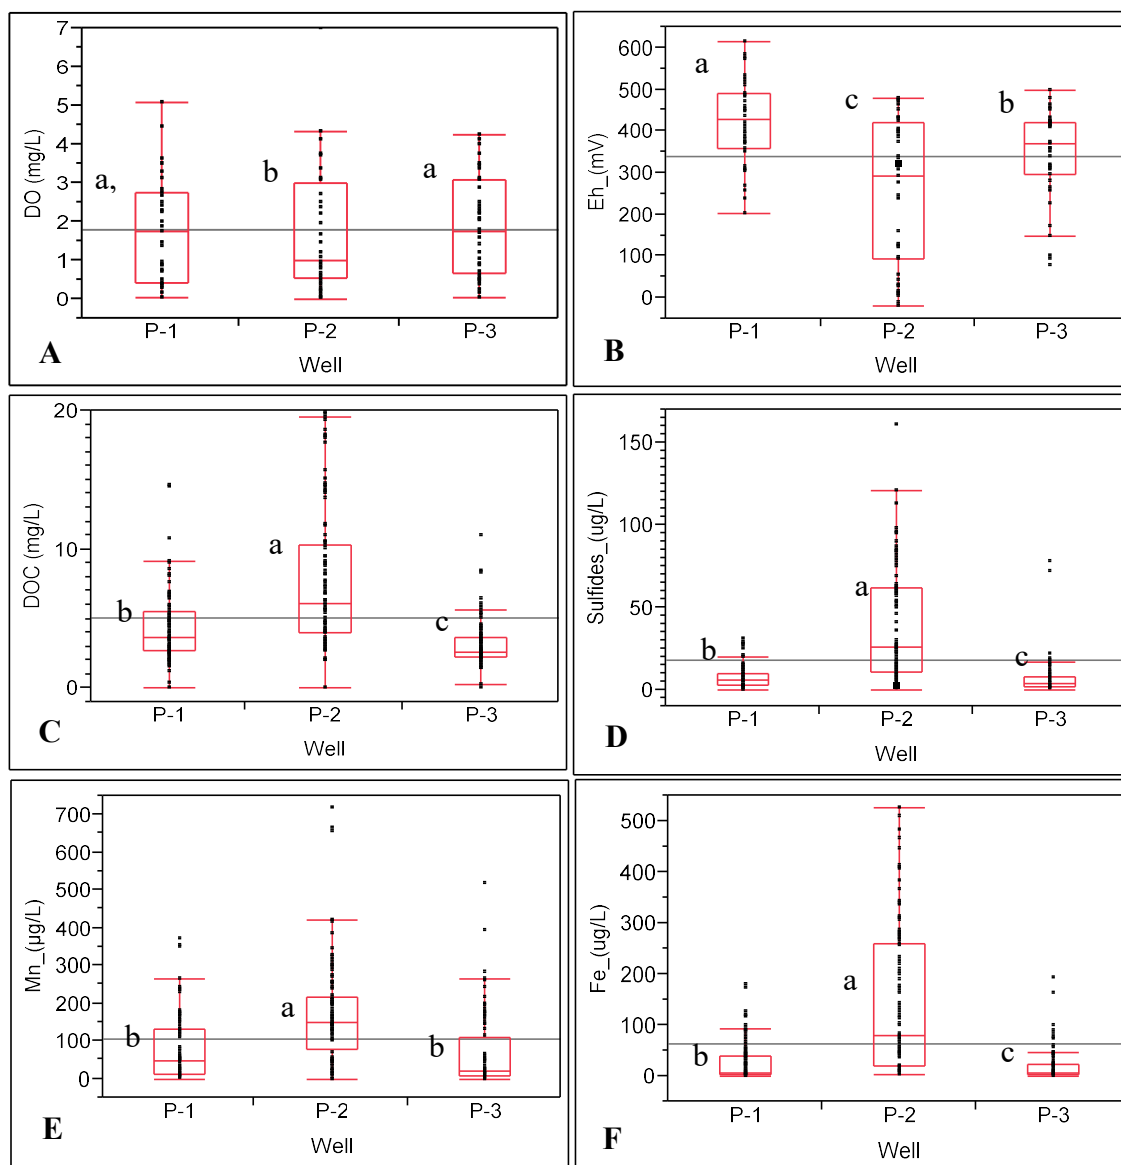 7
6
5
4
3
2
1
0
DO (mg/L)
a,
b
a
P-1 P-2 P-3
Well
A
600
500
400
300
200
100
0
Eh_(mV)
a
c
b
P-1 P-2 P-3
Well
B
20
10
0
DOC (mg/L)
b
a
c
P-1 P-2 P-3
Well
C
150
100
50
0
Sulfides_(ug/L)
b
a
c
P-1 P-2 P-3
Well
D
700
600
500
400
300
200
100
0
Mn_(µg/L)
b
a
b
P-1 P-2 P-3
Well
E
500
400
300
200
100
0
Fe_(ug/L)
b
a
c
P-1 P-2 P-3
Well
F